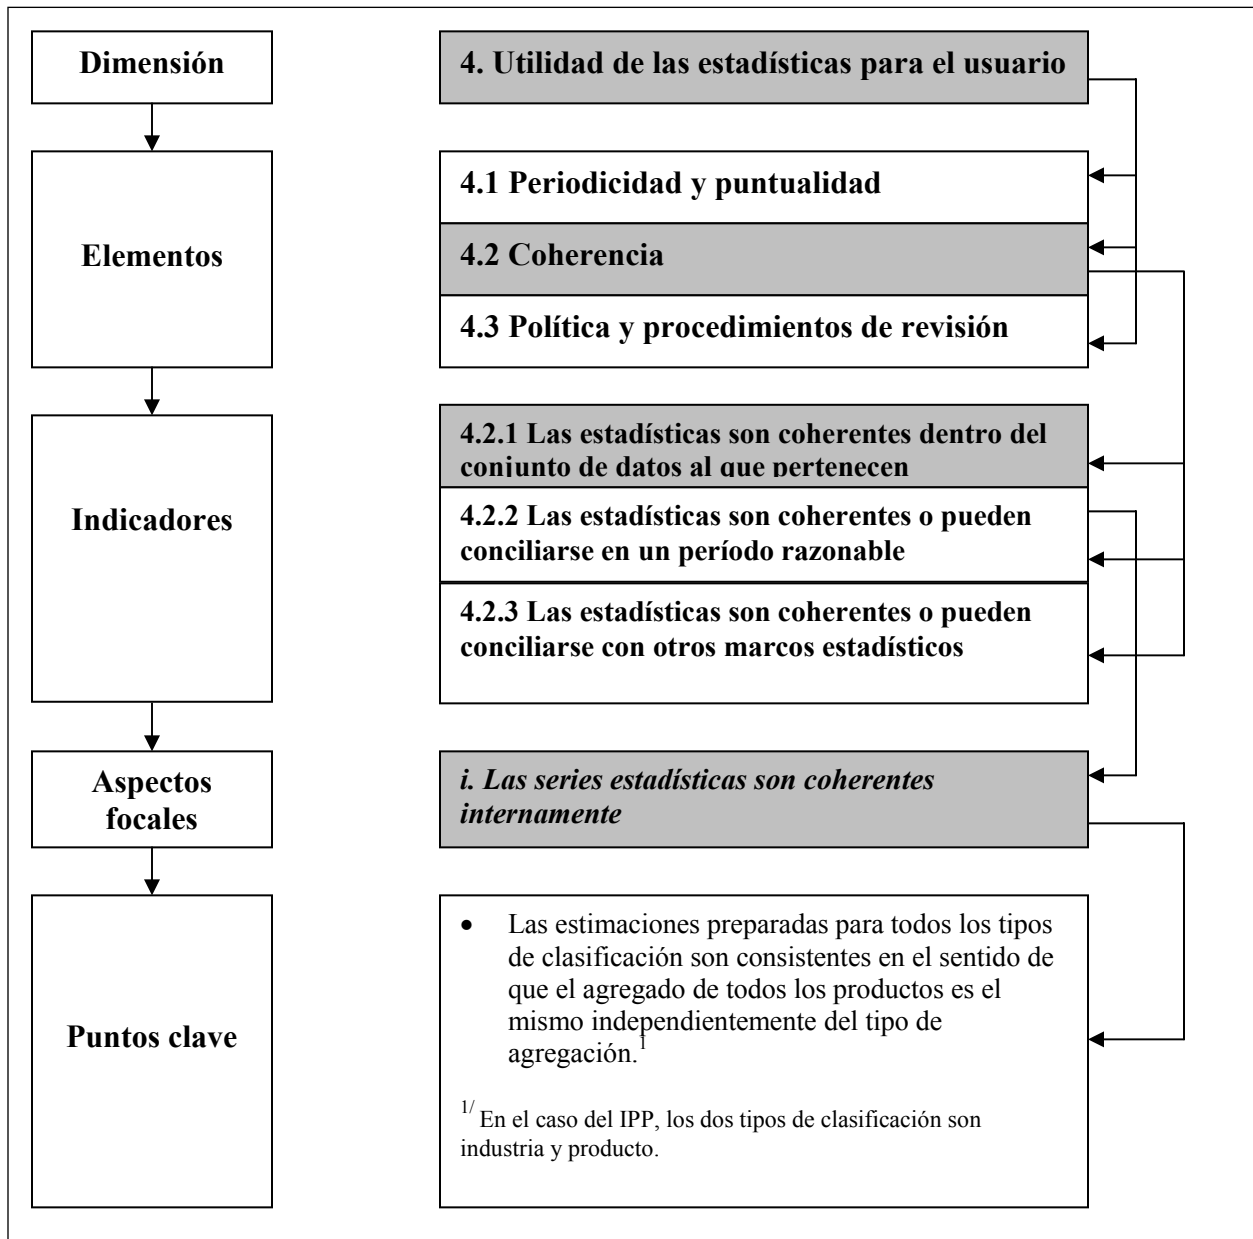 Dimensión
4. Utilidad de las estadísticas para el usuario
Elementos
4.1 Periodicidad y puntualidad
4.2 Coherencia
4.3 Política y procedimientos de revisión
Indicadores
4.2.1 Las estadísticas son coherentes dentro del
conjunto de datos al que pertenecen
4.2.2 Las estadísticas son coherentes o pueden
conciliarse en un período razonable
4.2.3 Las estadísticas son coherentes o pueden
conciliarse con otros marcos estadísticos
Aspectos
focales
i. Las series estadísticas son coherentes
internamente
Puntos clave
• Las estimaciones preparadas para todos los tipos
de clasificación son consistentes en el sentido de
que el agregado de todos los productos es el
mismo independientemente del tipo de
agregación.1
1/ En el caso del IPP, los dos tipos de clasificación son
industria y producto.